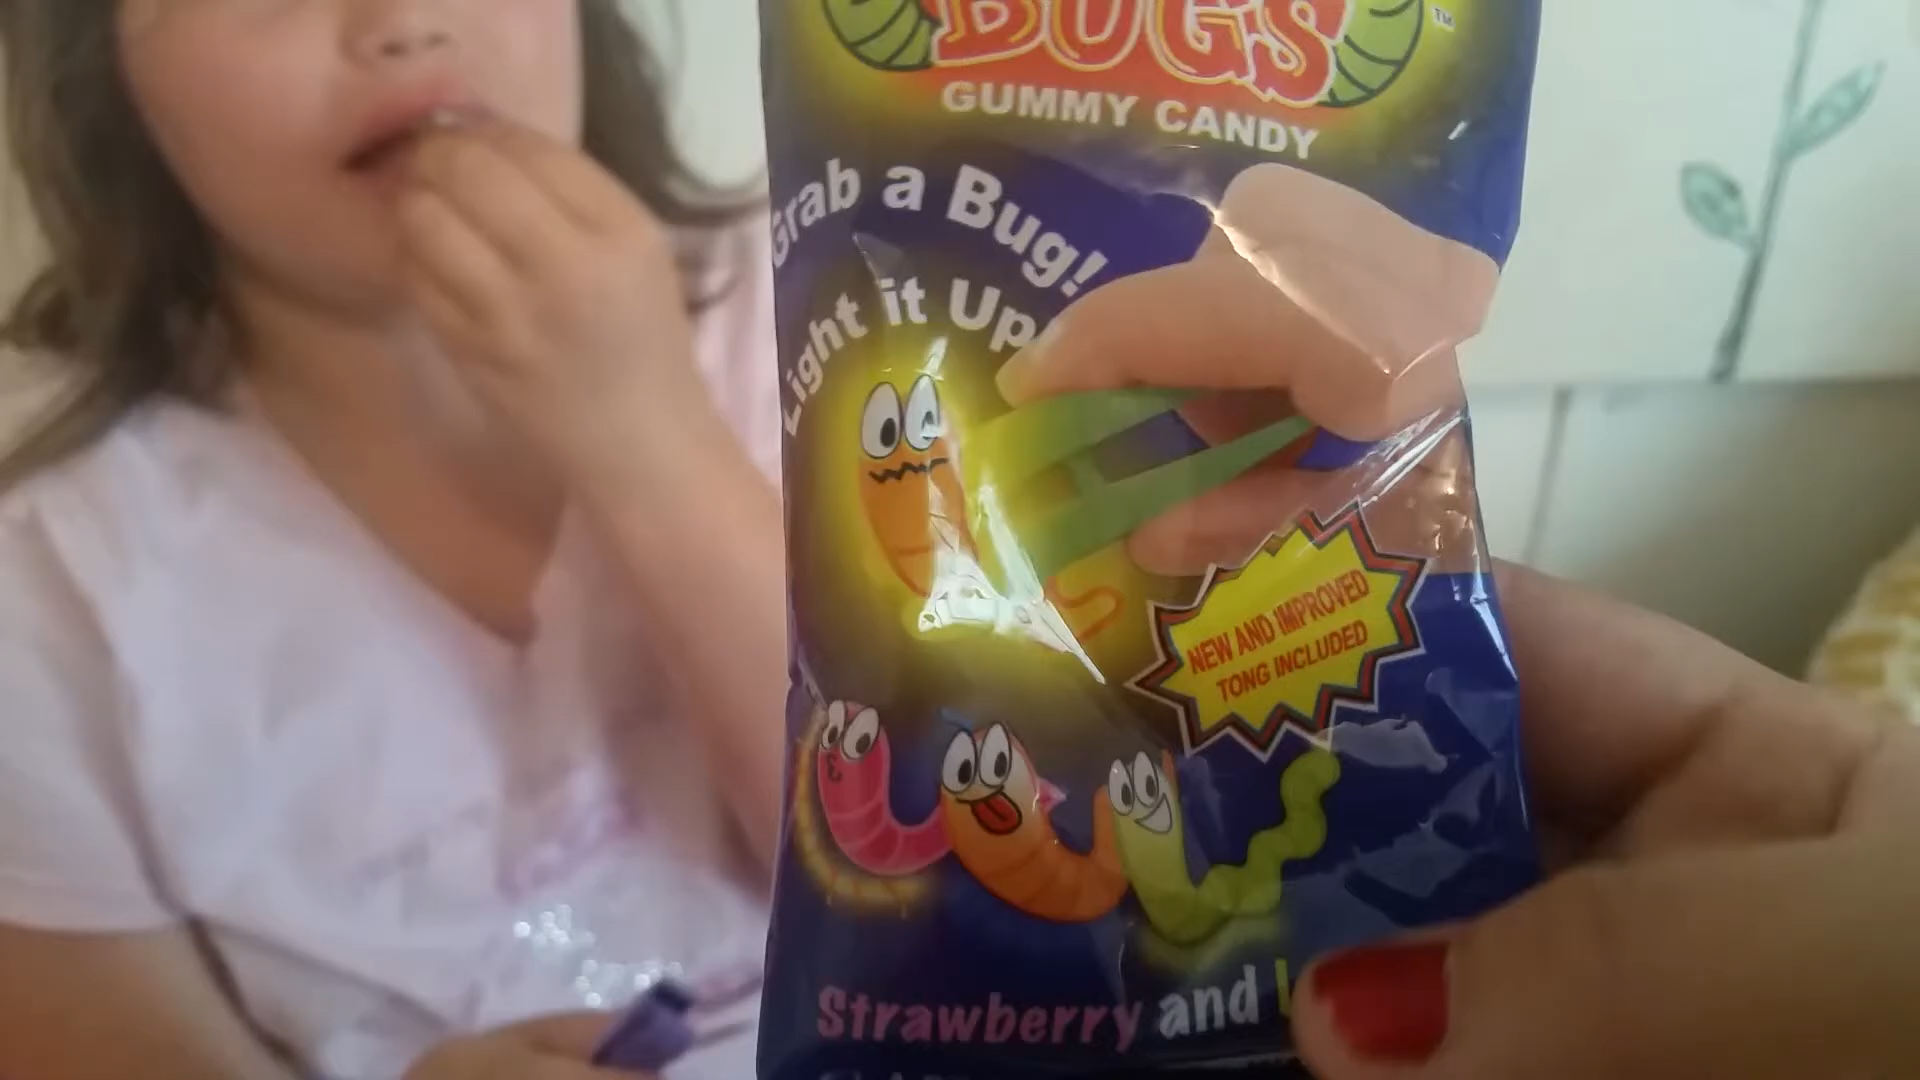 BUGS
TM
GUMMY CANDY
Grab a Bug!
Light it Up
NEW AND IMPROVED
TONG INCLUDED
Strawberry and